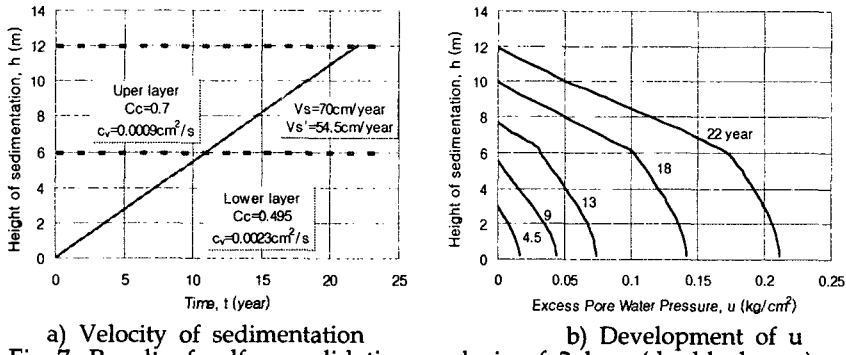 14
12
10
8
6
4
2
0
Height of sedimentation, h (m)
Uper layer
Cc=0.7
cᵥ=0.0009cm²/s
Vs=70cm/year
Vs'=54.5cm/year
Lower layer
Cc=0.495
cᵥ=0.0023cm²/s
0 5 10 15 20 25
Time, t (year)
a) Velocity of sedimentation
14
12
10
8
6
4
2
0
Height of sedimentation, h (m)
22 year
18
13
9
4.5
0 0.05 0.1 0.15 0.2 0.25
Excess Pore Water Pressure, u (kg/cm²)
b) Development of u